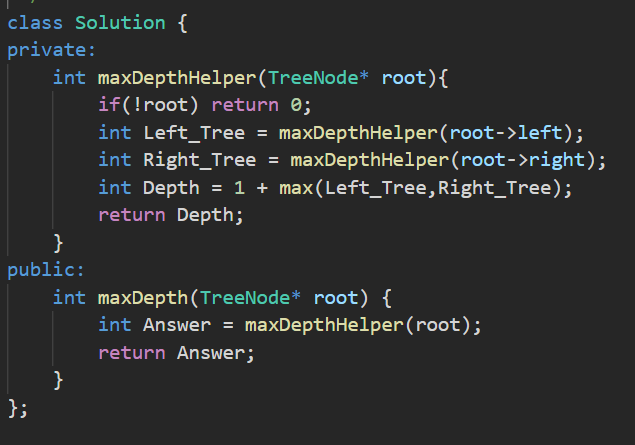 class Solution {
private:
    int maxDepthHelper(TreeNode* root){
        if(!root) return 0;
        int Left_Tree = maxDepthHelper(root->left);
        int Right_Tree = maxDepthHelper(root->right);
        int Depth = 1 + max(Left_Tree,Right_Tree);
        return Depth;
    }
public:
    int maxDepth(TreeNode* root) {
        int Answer = maxDepthHelper(root);
        return Answer;
    }
};